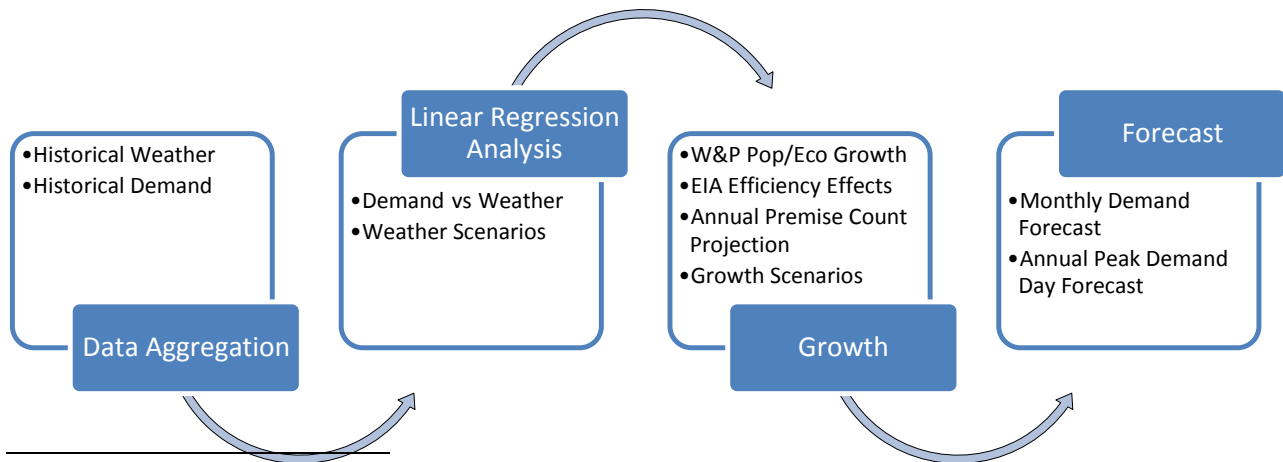 •Historical Weather
•Historical Demand
Data Aggregation
Linear Regression
Analysis
•Demand vs Weather
•Weather Scenarios
•W&P Pop/Eco Growth
•EIA Efficiency Effects
•Annual Premise Count
Projection
•Growth Scenarios
Growth
Forecast
•Monthly Demand
Forecast
•Annual Peak Demand
Day Forecast